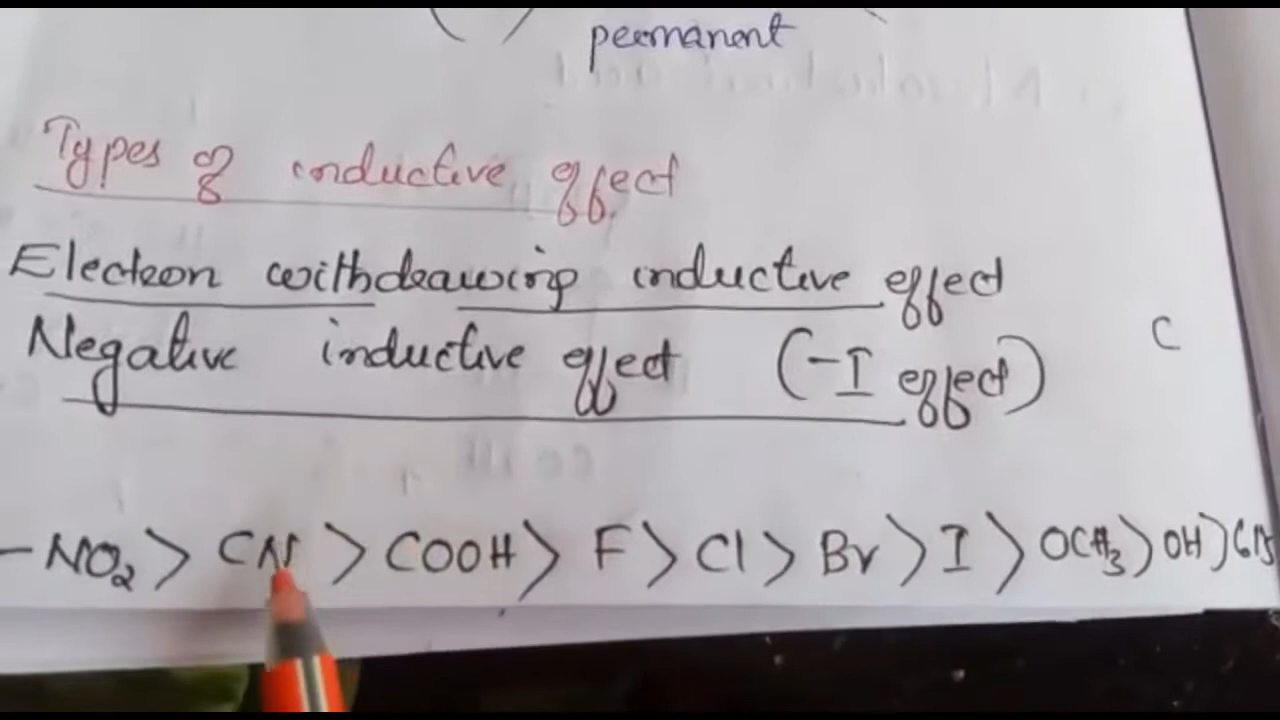 permanent
Types of inductive effect
Electron withdrawing inductive effect
Negative inductive effect (-I effect)
C
-NO₂ > CN > COOH > F > Cl > Br > I > OCH₃ > OH > C₆H₅